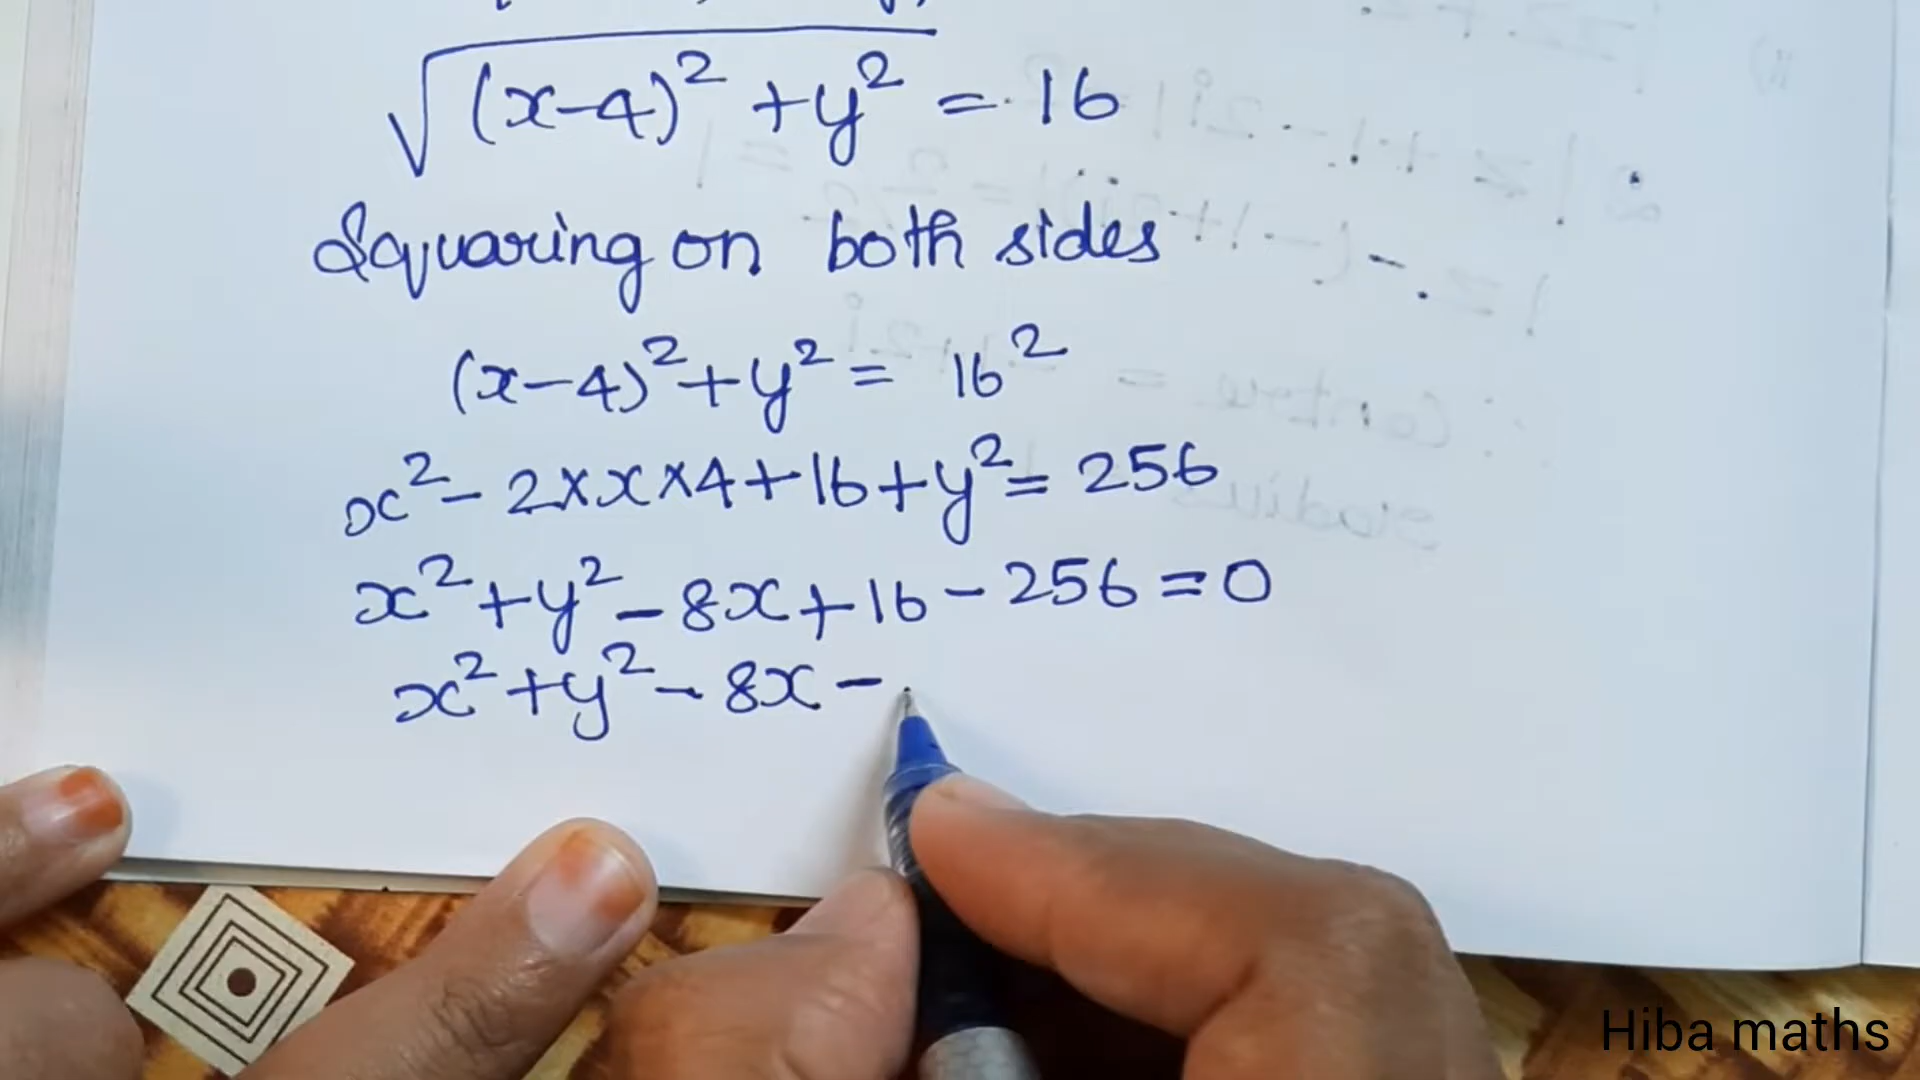 √(x-4)² + y² = 16
Squaring on both sides
(x-4)² + y² = 16²
x² - 2×x×4+16+y² = 256
x² + y² - 8x + 16 - 256 = 0
x² + y² - 8x -
Hiba maths